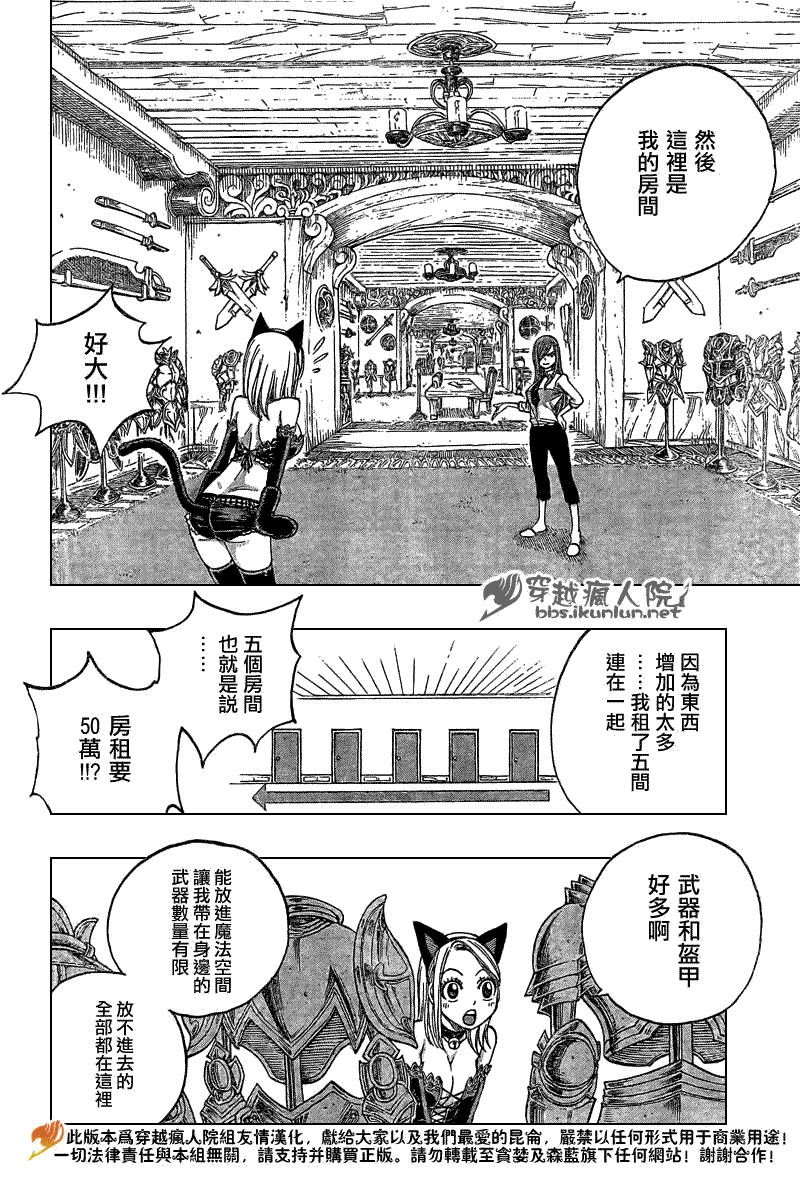 然後
這裡是
我的房間
好大!!!
穿越瘋人院
bbs.ikunlun.net
因為東西
增加的太多
……我租了五間
連在一起
五個房間
也就是說
……
房租要
50
萬
!!?
武器和盔甲
好多啊
能放進魔法空間
讓我帶在身邊的
武器數量有限
放不進去的
全部都在這裡
此版本爲穿越瘋人院組友情漢化，獻給大家以及我們最愛的昆侖，嚴禁以任何形式用于商業用途！
一切法律責任與本組無關，請支持并購買正版。請勿轉載至貪婪及森藍旗下任何網站！謝謝合作！